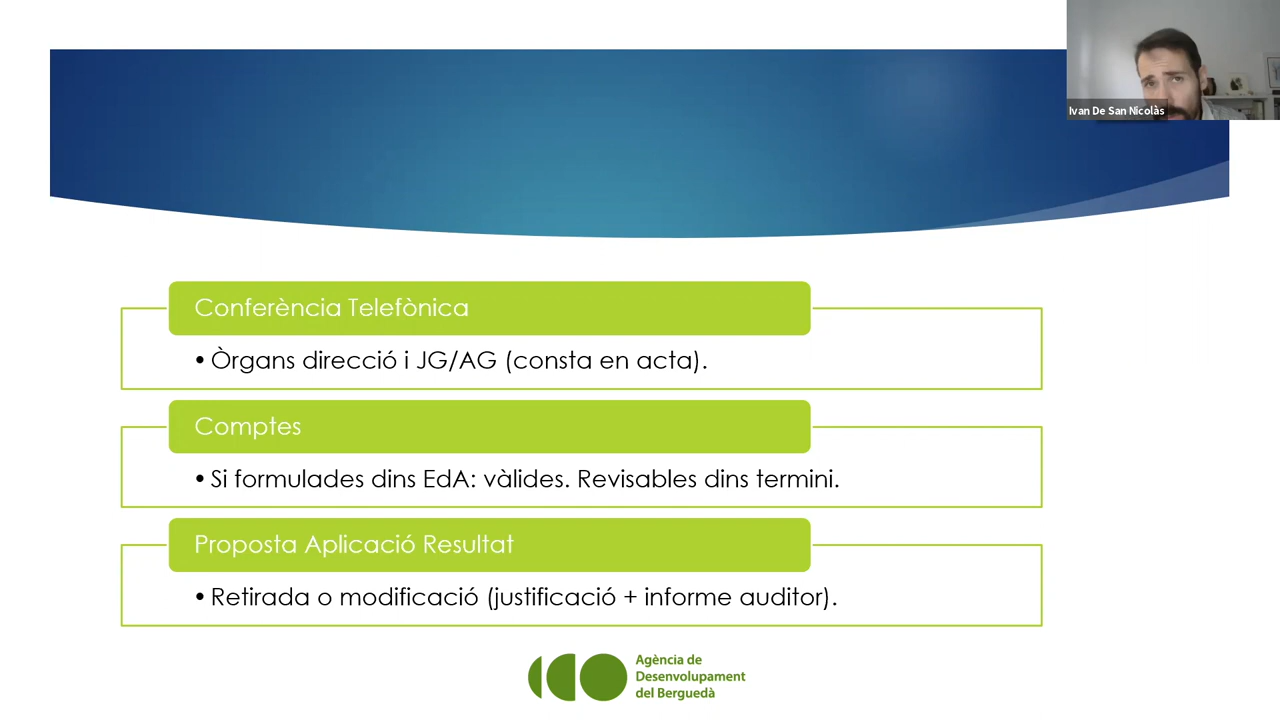 Ivan De San Nicolàs
Conferència Telefònica
• Òrgans direcció i JG/AG (consta en acta).
Comptes
• Si formulades dins EdA: vàlides. Revisables dins termini.
Proposta Aplicació Resultat
• Retirada o modificació (justificació + informe auditor).
Agència de
Desenvolupament
del Berguedà